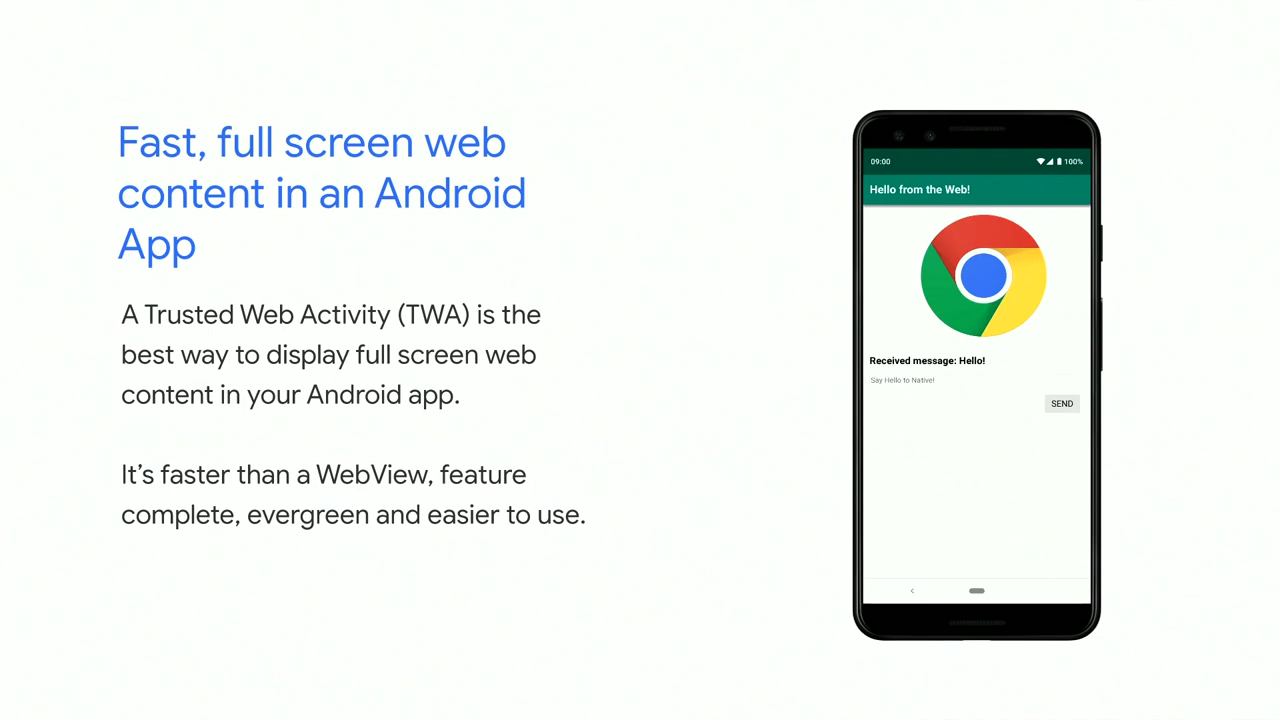 Fast, full screen web
content in an Android
App
A Trusted Web Activity (TWA) is the
best way to display full screen web
content in your Android app.
It's faster than a WebView, feature
complete, evergreen and easier to use.
09:00
100%
Hello from the Web!
Received message: Hello!
Say Hello to Native!
SEND